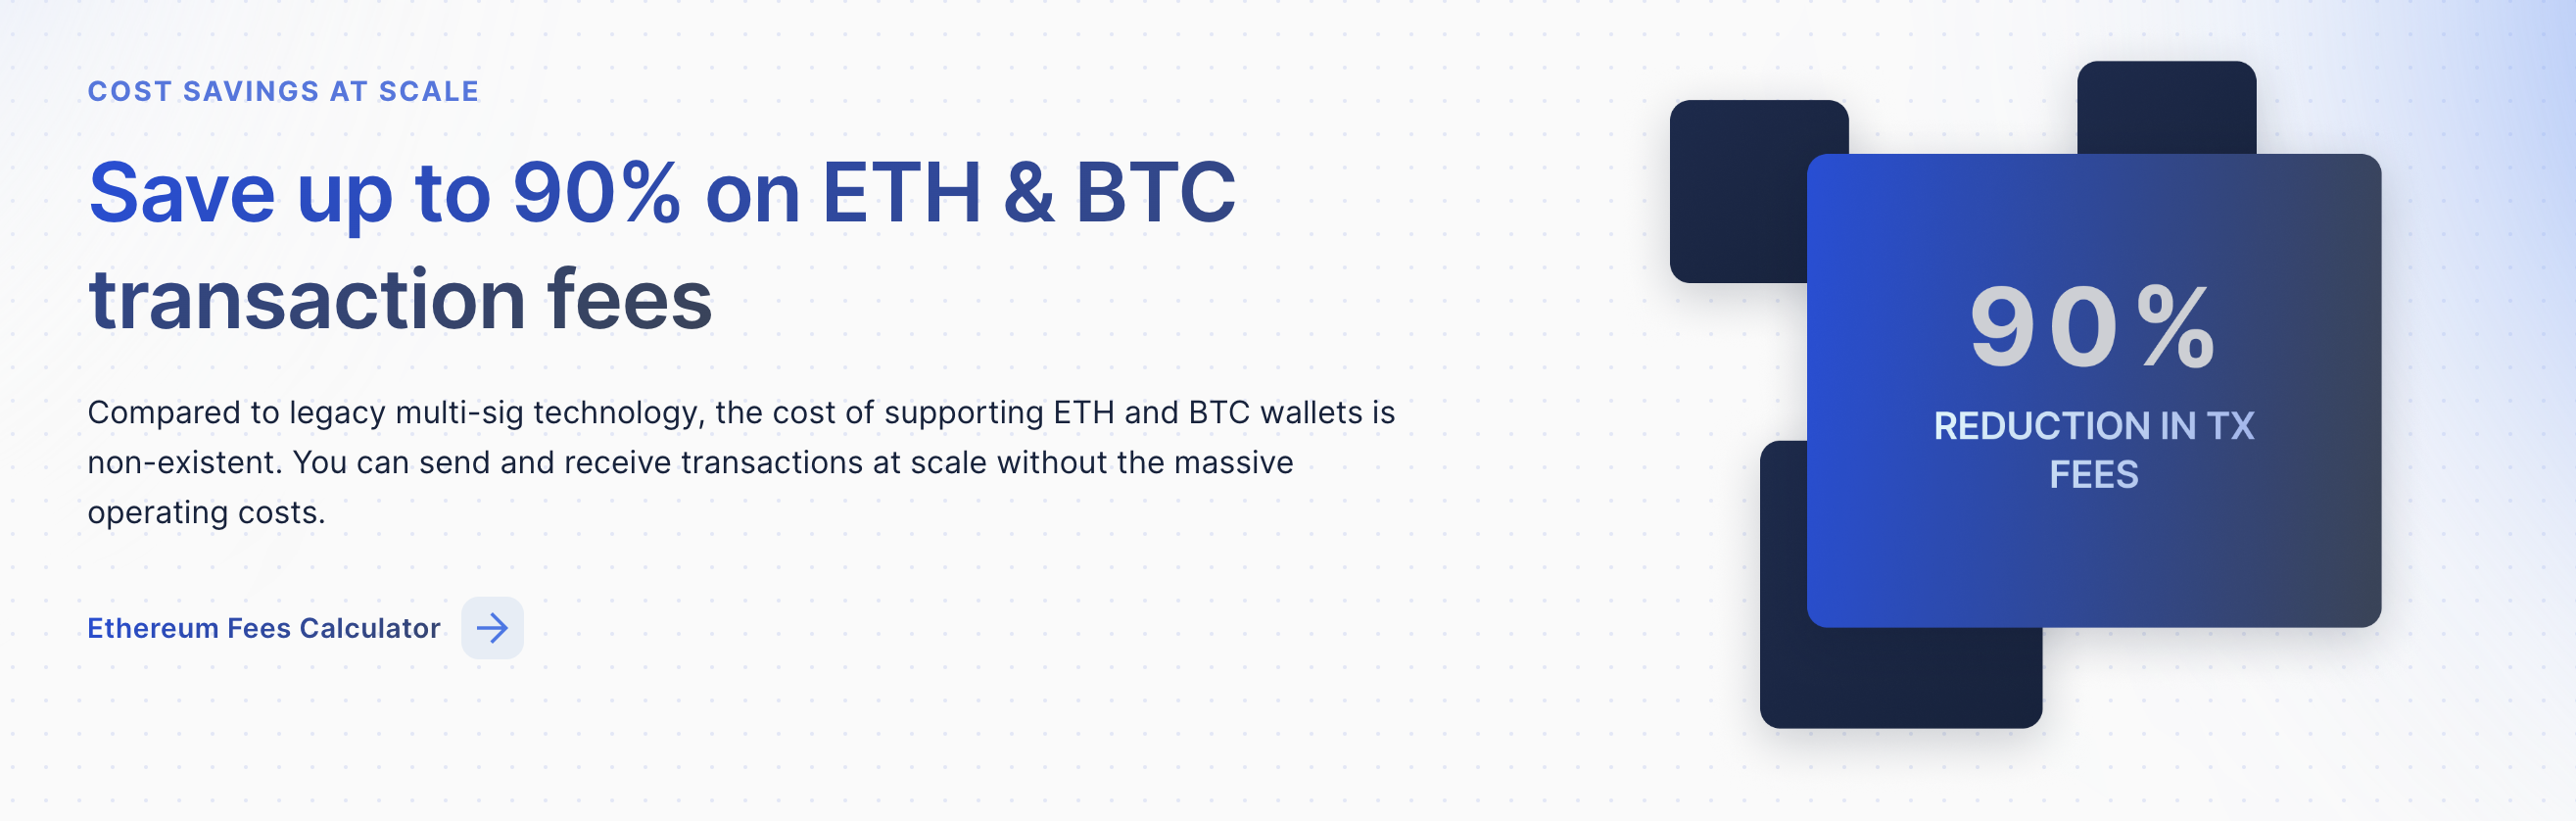 COST SAVINGS AT SCALE
Save up to 90% on ETH & BTC
transaction fees
Compared to legacy multi-sig technology, the cost of supporting ETH and BTC wallets is
non-existent. You can send and receive transactions at scale without the massive
operating costs.
Ethereum Fees Calculator
90%
REDUCTION IN TX
FEES